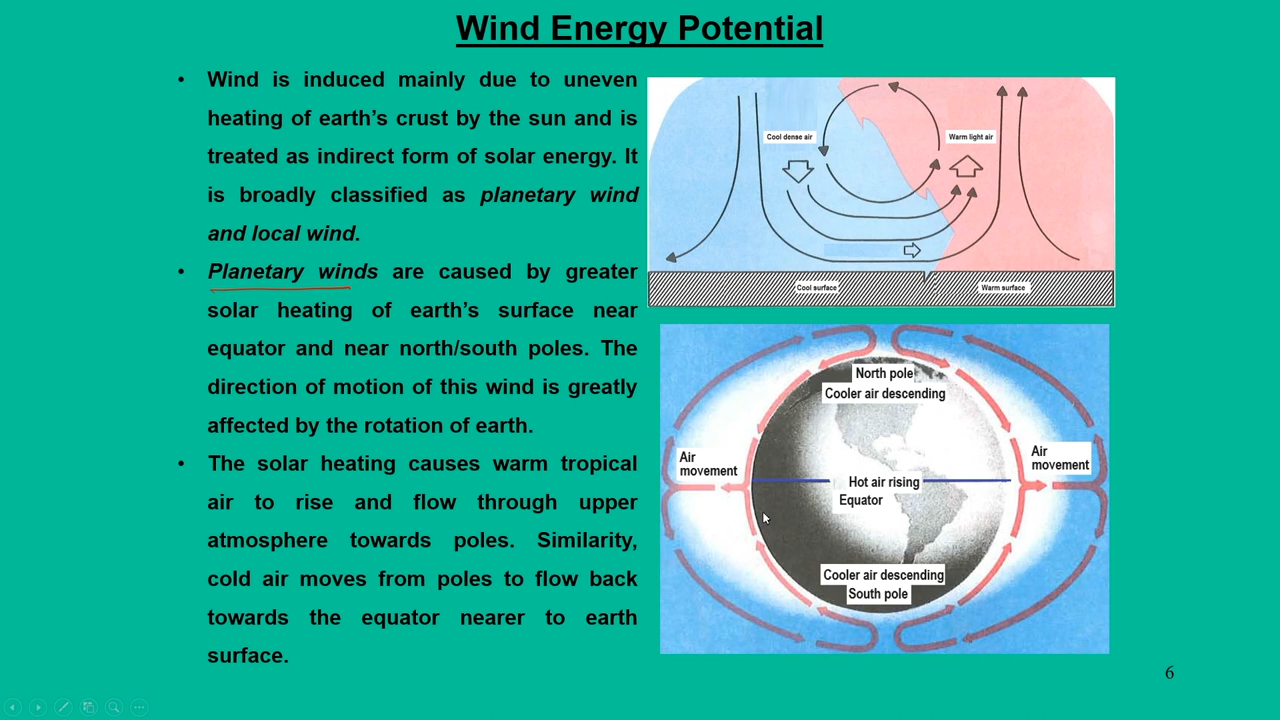 Wind Energy Potential
• Wind is induced mainly due to uneven
heating of earth's crust by the sun and is
treated as indirect form of solar energy. It
is broadly classified as planetary wind
and local wind.
• Planetary winds are caused by greater
solar heating of earth's surface near
equator and near north/south poles. The
direction of motion of this wind is greatly
affected by the rotation of earth.
• The solar heating causes warm tropical
air to rise and flow through upper
atmosphere towards poles. Similarity,
cold air moves from poles to flow back
towards the equator nearer to earth
surface.
Cool dense air
Warm light air
Cool surface
Warm surface
North pole
Cooler air descending
Air
movement
Air
movement
Hot air rising
Equator
Cooler air descending
South pole
6